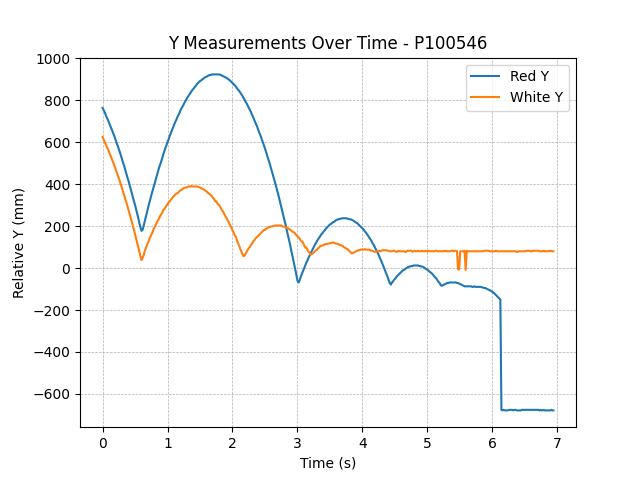 Y Measurements Over Time - P100546
Red Y
White Y
Relative Y (mm)
1000
800
600
400
200
0
−200
−400
−600
0 1 2 3 4 5 6 7
Time (s)